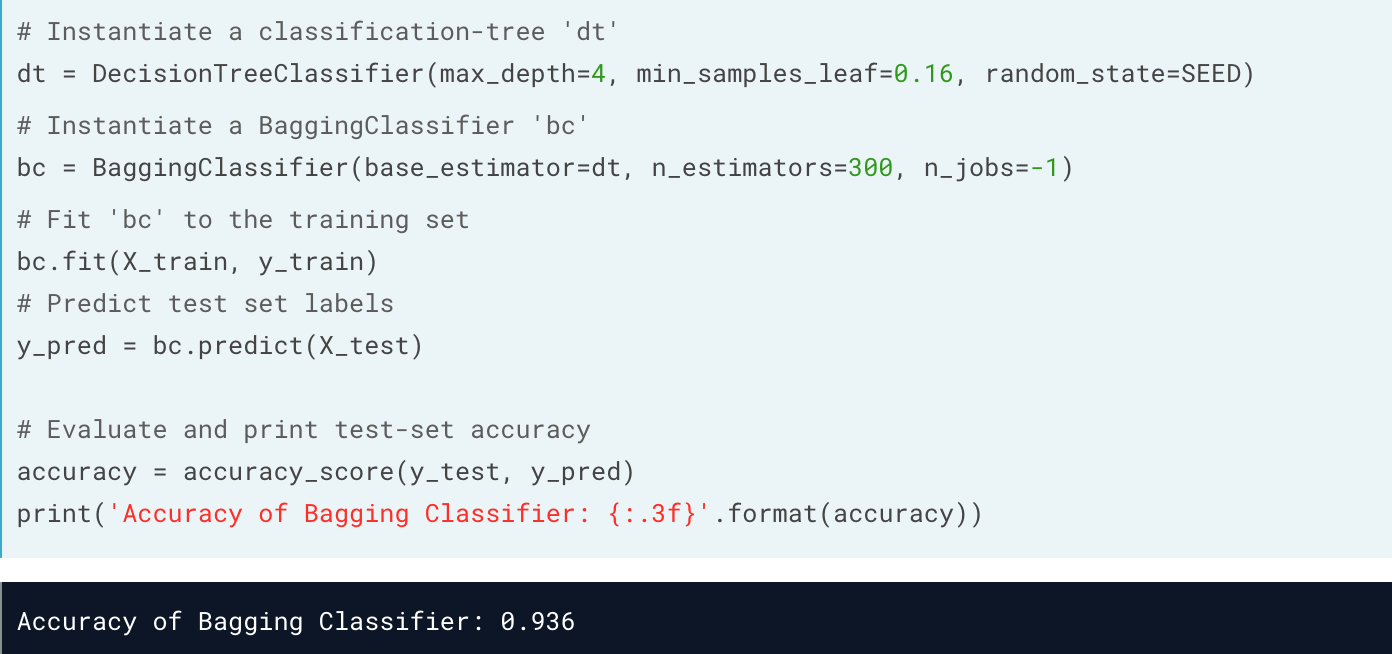 # Instantiate a classification-tree 'dt'
dt = DecisionTreeClassifier(max_depth=4, min_samples_leaf=0.16, random_state=SEED)
# Instantiate a BaggingClassifier 'bc'
bc = BaggingClassifier(base_estimator=dt, n_estimators=300, n_jobs=-1)
# Fit 'bc' to the training set
bc.fit(X_train, y_train)
# Predict test set labels
y_pred = bc.predict(X_test)
# Evaluate and print test-set accuracy
accuracy = accuracy_score(y_test, y_pred)
print('Accuracy of Bagging Classifier: {:.3f}'.format(accuracy))
Accuracy of Bagging Classifier: 0.936